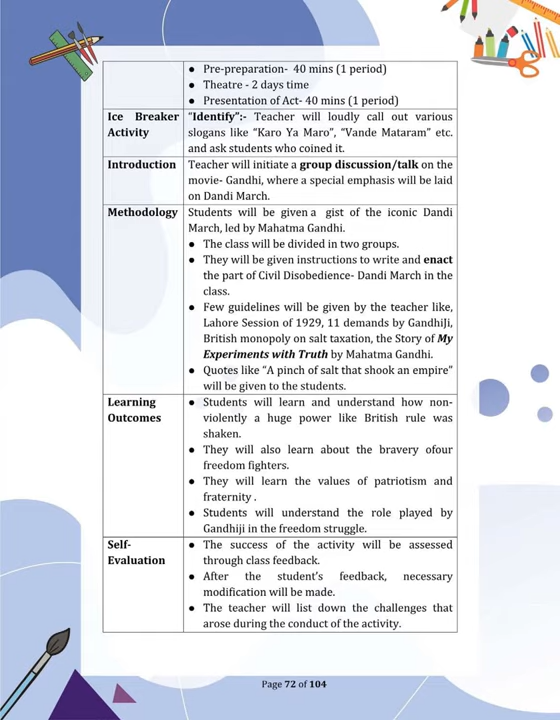 ● Pre-preparation- 40 mins (1 period)
● Theatre - 2 days time
● Presentation of Act- 40 mins (1 period)
Ice Breaker
Activity
“Identify”:- Teacher will loudly call out various
slogans like “Karo Ya Maro”, “Vande Mataram” etc.
and ask students who coined it.
Introduction
Teacher will initiate a group discussion/talk on the
movie- Gandhi, where a special emphasis will be laid
on Dandi March.
Methodology
Students will be given a gist of the iconic Dandi
March, led by Mahatma Gandhi.
● The class will be divided in two groups.
● They will be given instructions to write and enact
the part of Civil Disobedience- Dandi March in the
class.
● Few guidelines will be given by the teacher like,
Lahore Session of 1929, 11 demands by GandhiJi,
British monopoly on salt taxation, the Story of My
Experiments with Truth by Mahatma Gandhi.
● Quotes like “A pinch of salt that shook an empire”
will be given to the students.
Learning
Outcomes
● Students will learn and understand how non-
violently a huge power like British rule was
shaken.
● They will also learn about the bravery ofour
freedom fighters.
● They will learn the values of patriotism and
fraternity .
● Students will understand the role played by
Gandhiji in the freedom struggle.
Self-
Evaluation
● The success of the activity will be assessed
through class feedback.
● After the student’s feedback, necessary
modification will be made.
● The teacher will list down the challenges that
arose during the conduct of the activity.
Page 72 of 104